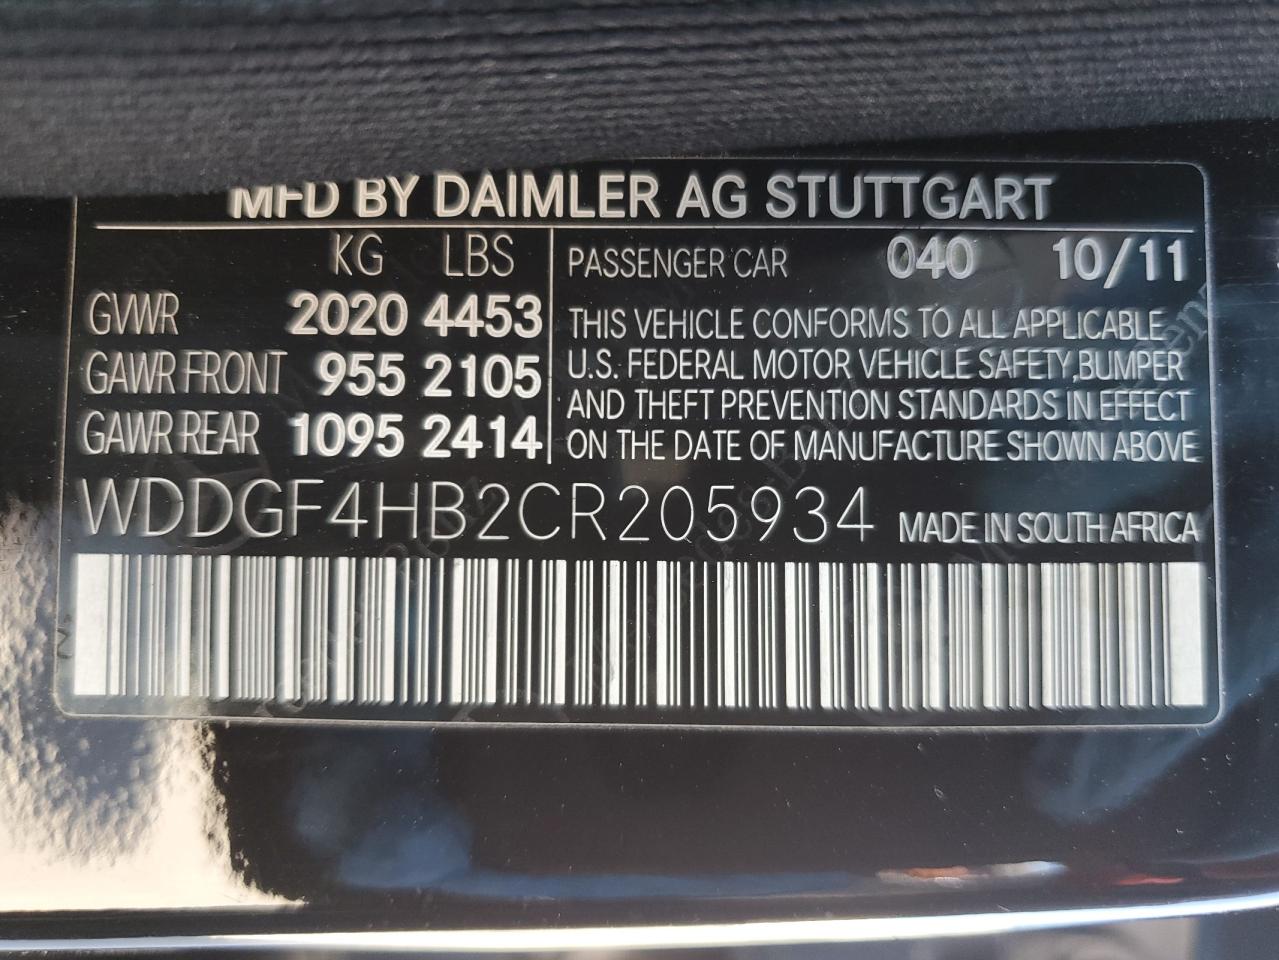 MFD BY DAIMLER AG STUTTGART
KG LBS
GVWR 2020 4453
GAWR FRONT 955 2105
GAWR REAR 1095 2414
PASSENGER CAR 040 10/11
THIS VEHICLE CONFORMS TO ALL APPLICABLE
U.S. FEDERAL MOTOR VEHICLE SAFETY, BUMPER
AND THEFT PREVENTION STANDARDS IN EFFECT
ON THE DATE OF MANUFACTURE SHOWN ABOVE
WDDGF4HB2CR205934 MADE IN SOUTH AFRICA